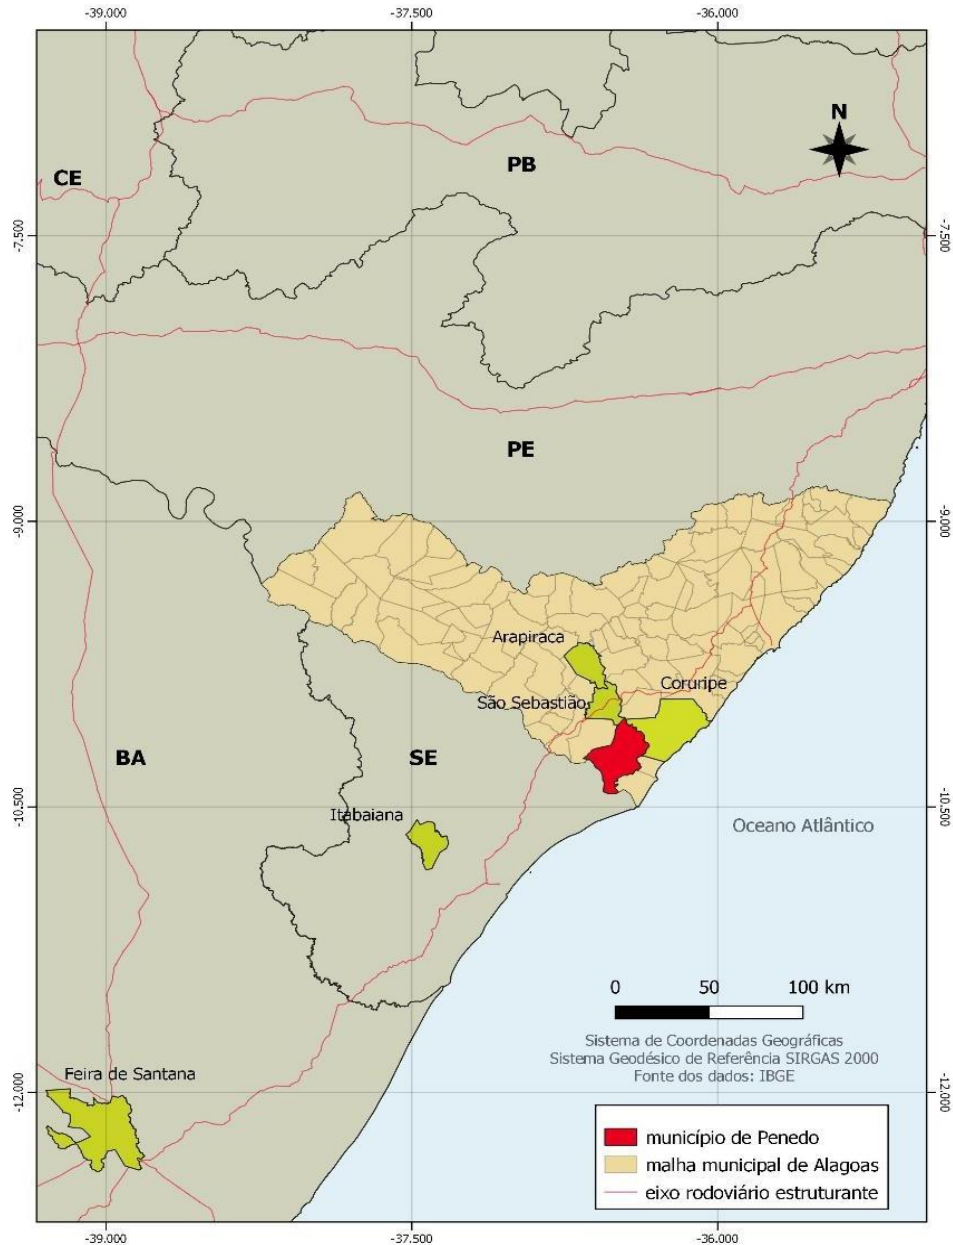 -39.000
-37.500
-36.000
N
CE
PB
-7.500
-7.500
PE
-9.000
-9.000
Arapiraca
Coruripe
São Sebastião
BA
SE
Itabaiana
-10.500
-10.500
Oceano Atlântico
0 50 100 km
Sistema de Coordenadas Geográficas
Sistema Geodésico de Referência SIRGAS 2000
Fonte dos dados: IBGE
Feira de Santana
-12.000
-12.000
município de Penedo
malha municipal de Alagoas
eixo rodoviário estruturante
-39.000
-37.500
-36.000